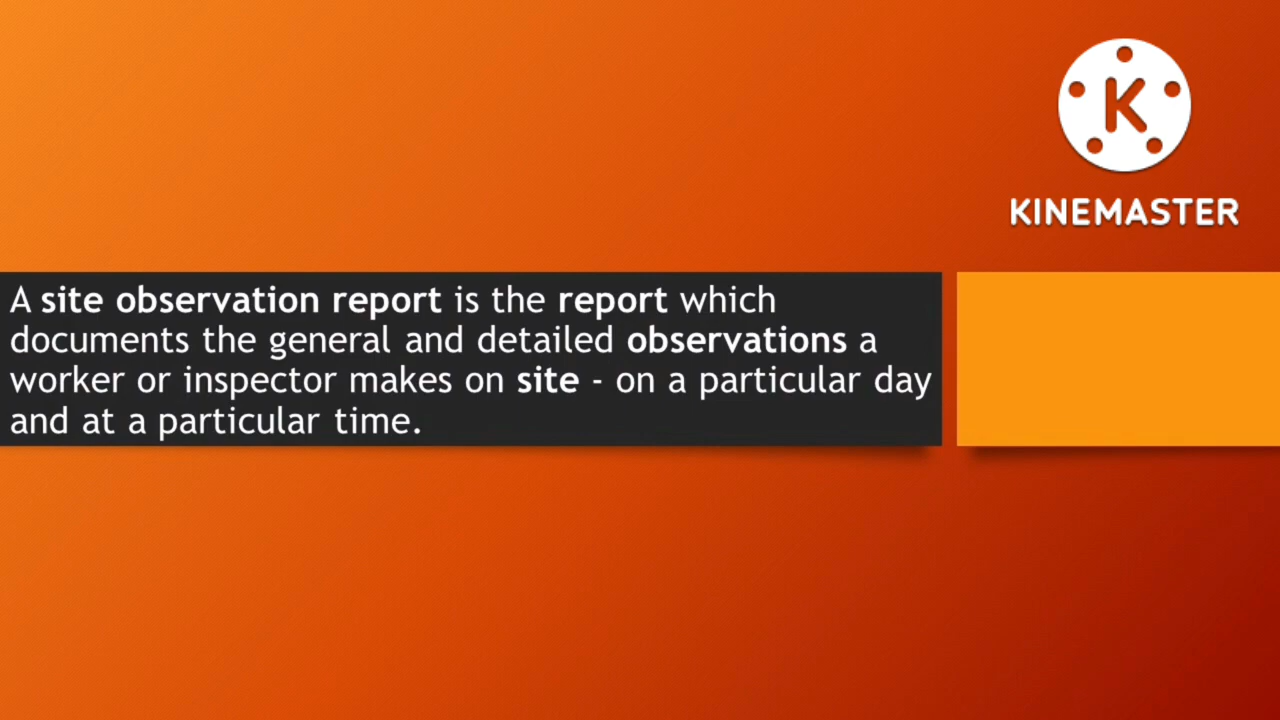 K
KINEMASTER
A site observation report is the report which
documents the general and detailed observations a
worker or inspector makes on site - on a particular day
and at a particular time.